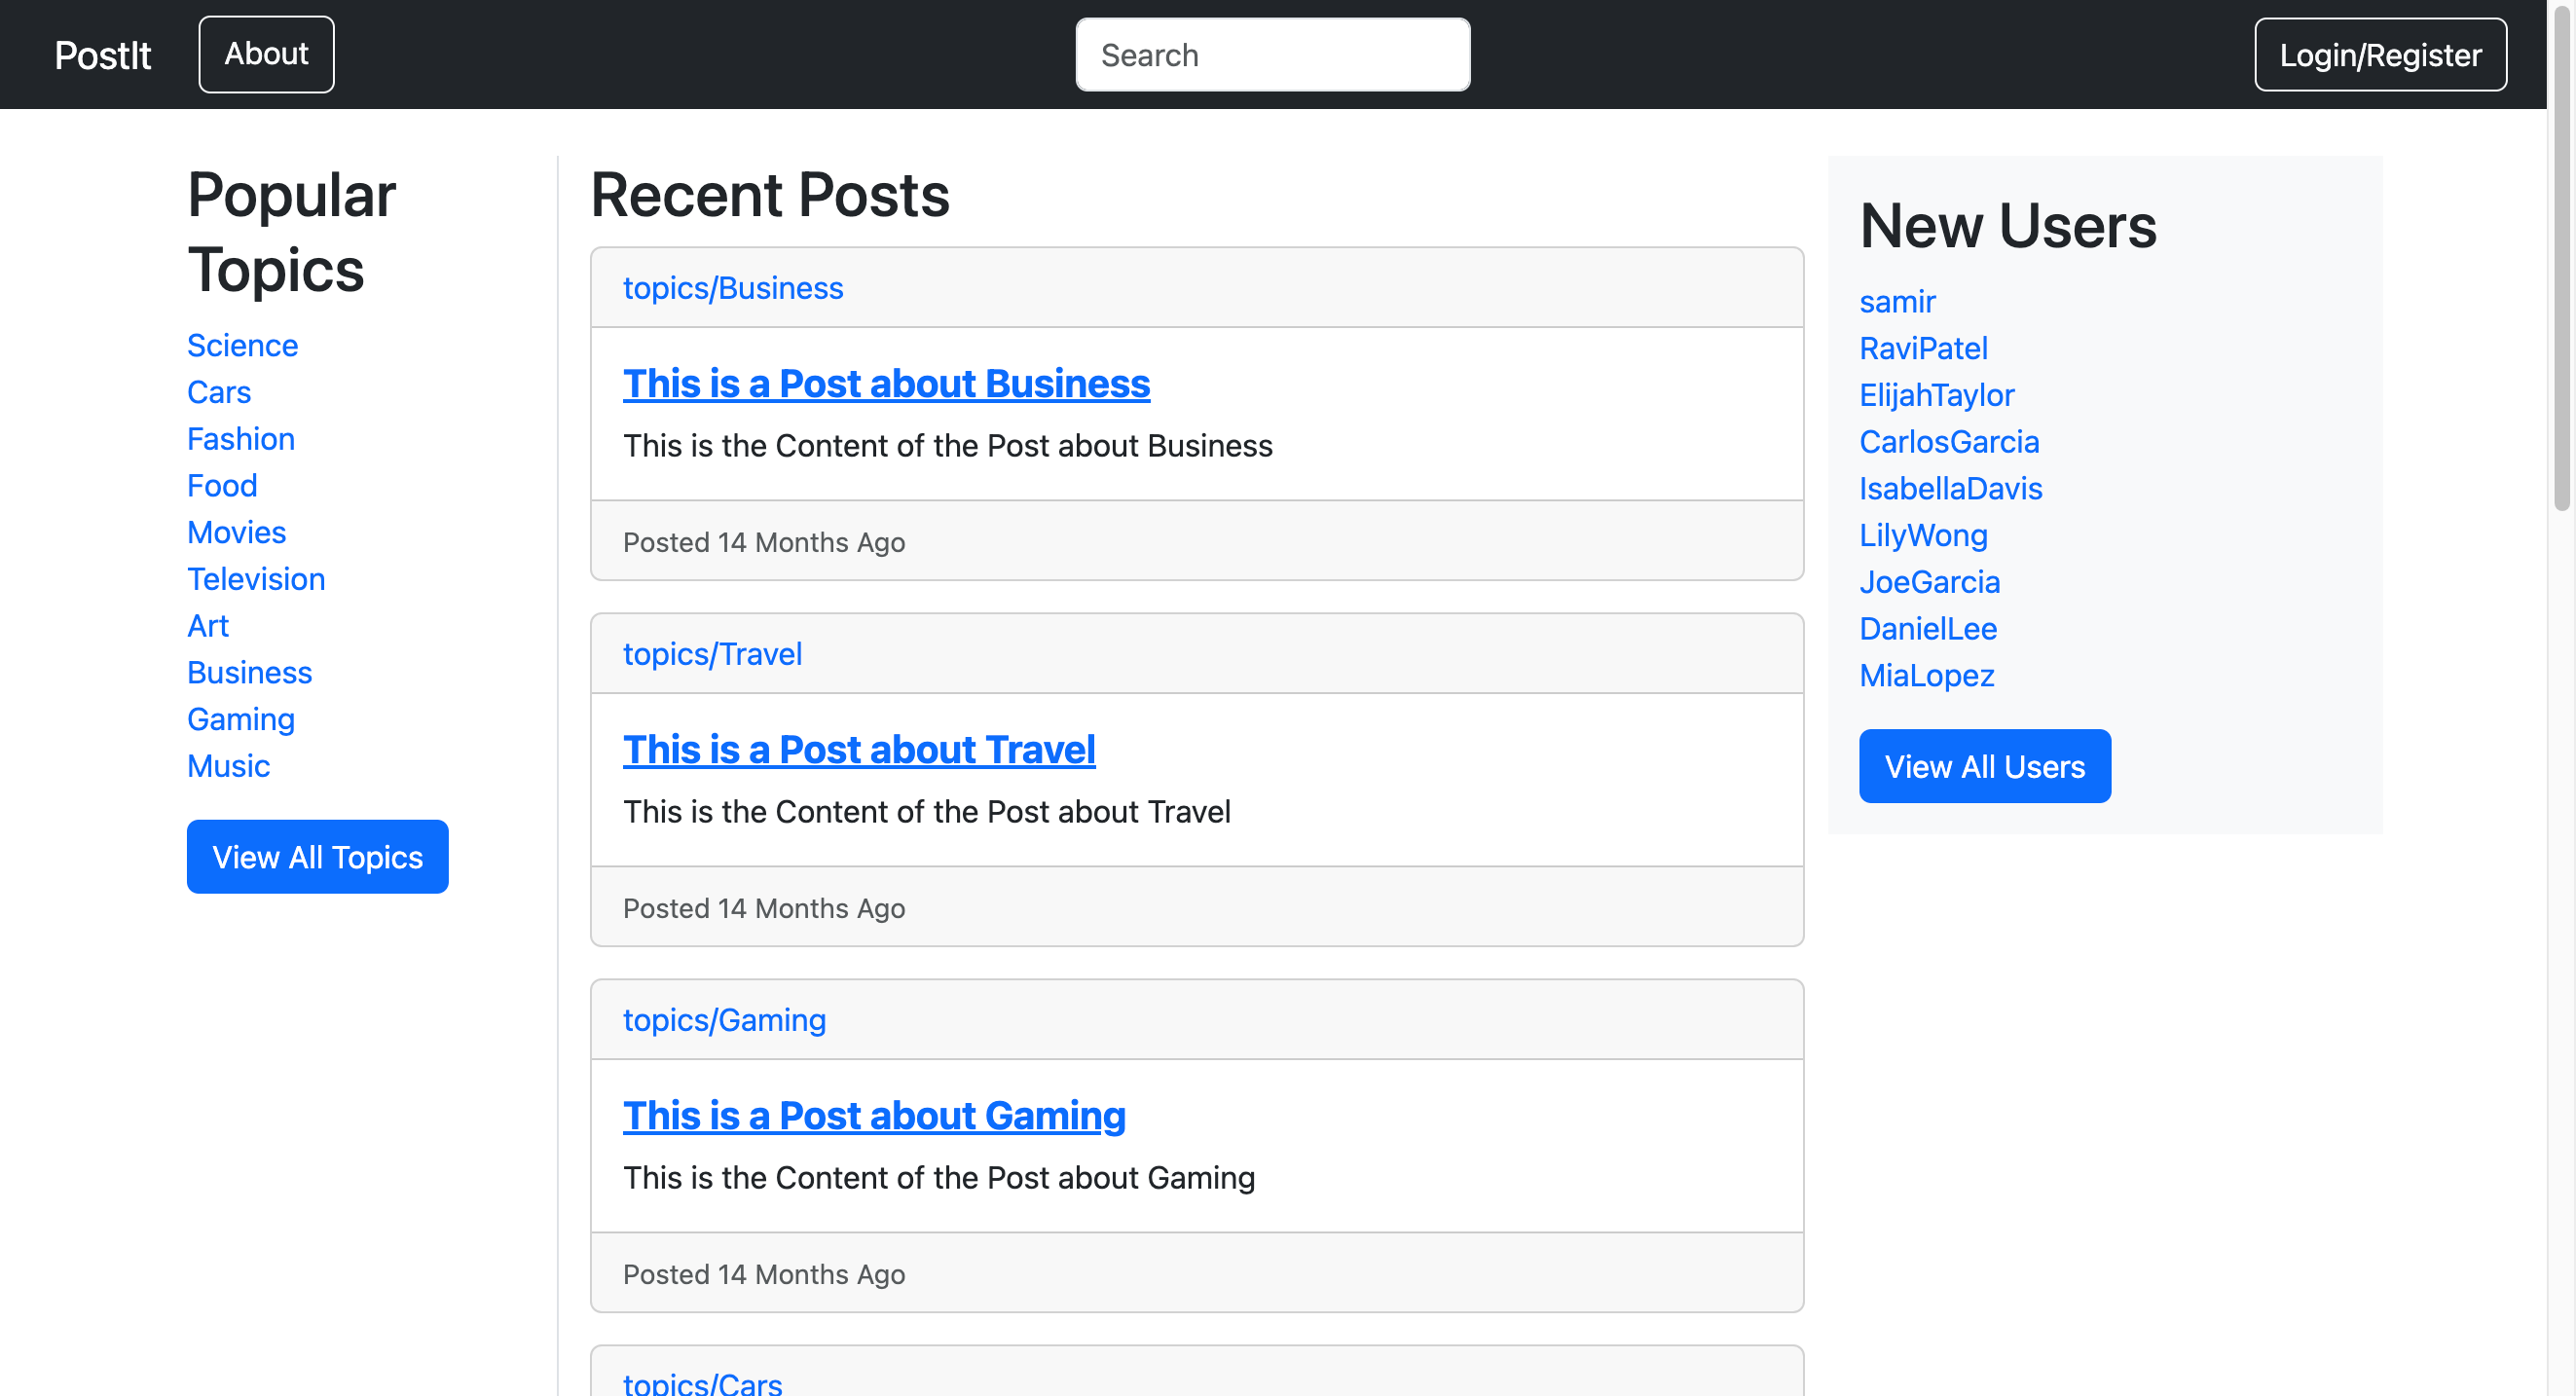 PostIt
About
Search
Login/Register
Popular
Topics
Science
Cars
Fashion
Food
Movies
Television
Art
Business
Gaming
Music
View All Topics
Recent Posts
topics/Business
This is a Post about Business
This is the Content of the Post about Business
Posted 14 Months Ago
topics/Travel
This is a Post about Travel
This is the Content of the Post about Travel
Posted 14 Months Ago
topics/Gaming
This is a Post about Gaming
This is the Content of the Post about Gaming
Posted 14 Months Ago
topics/Cars
New Users
samir
RaviPatel
ElijahTaylor
CarlosGarcia
IsabellaDavis
LilyWong
JoeGarcia
DanielLee
MiaLopez
View All Users